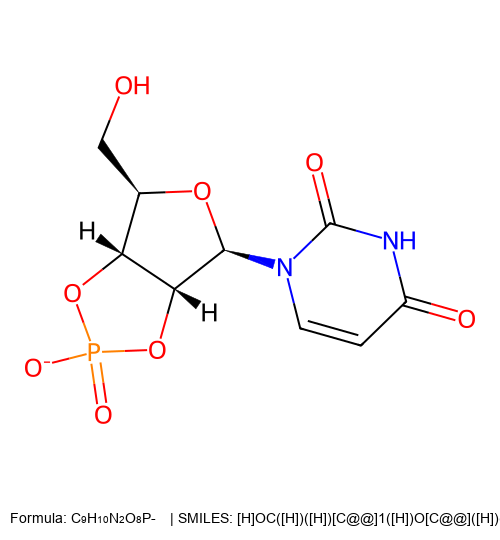 OH
O
O
H
N
NH
O
H
O
O
P
O-
O
Formula: C₉H₁₀N₂O₈P- | SMILES: [H]OC([H])([H])[C@@]1([H])O[C@@]([H])